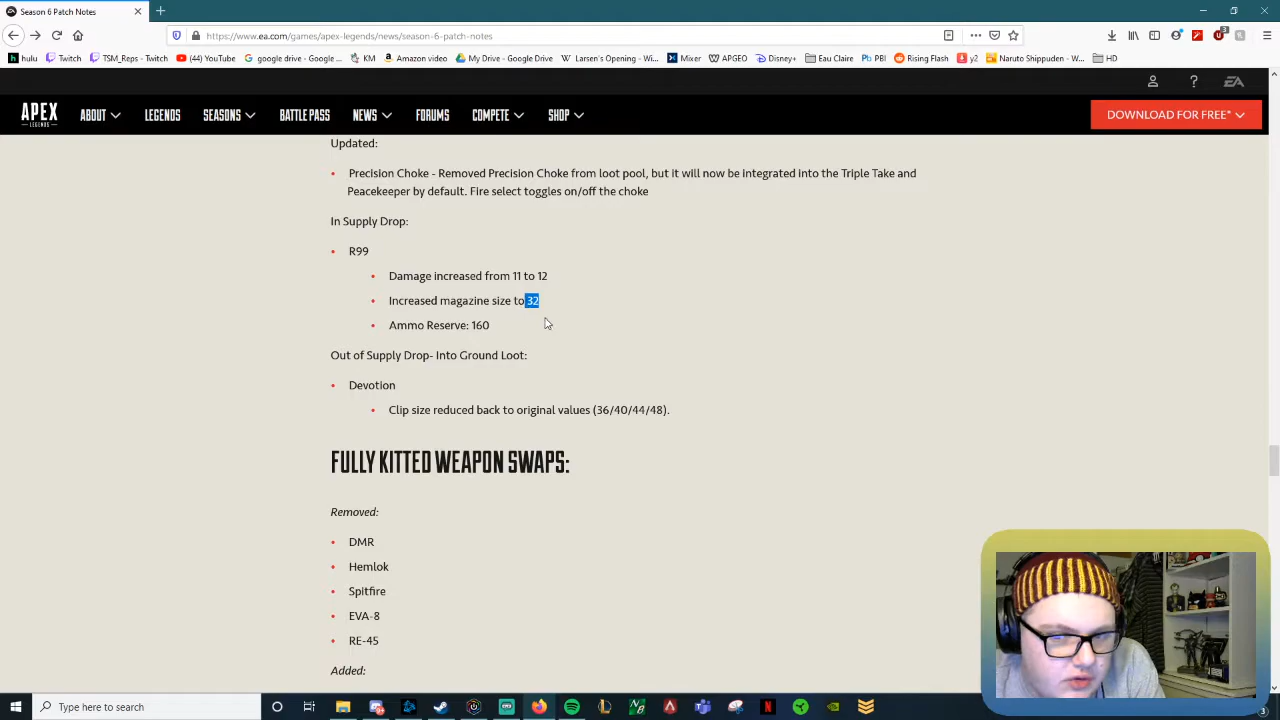 Season 6 Patch Notes
https://www.ea.com/games/apex-legends/news/season-6-patch-notes
hulu Twitch TSM_Reps - Twitch (44) YouTube google drive - Google... KM Amazon video My Drive - Google D... Larsen's Opening - Wi... Mixer APGEO Disney+ Eau Claire PBI Rising Flash y2 Naruto Shippuden - W... HD
EA
APEX
LEGENDS
ABOUT LEGENDS SEASONS BATTLE PASS NEWS FORUMS COMPETE SHOP DOWNLOAD FOR FREE*
Updated:
• Precision Choke - Removed Precision Choke from loot pool, but it will now be integrated into the Triple Take and
Peacekeeper by default. Fire select toggles on/off the choke
In Supply Drop:
• R99
• Damage increased from 11 to 12
• Increased magazine size to 32
• Ammo Reserve: 160
Out of Supply Drop- Into Ground Loot:
• Devotion
• Clip size reduced back to original values (36/40/44/48).
FULLY KITTED WEAPON SWAPS:
Removed:
• DMR
• Hemlok
• Spitfire
• EVA-8
• RE-45
Added:
Type here to search
3